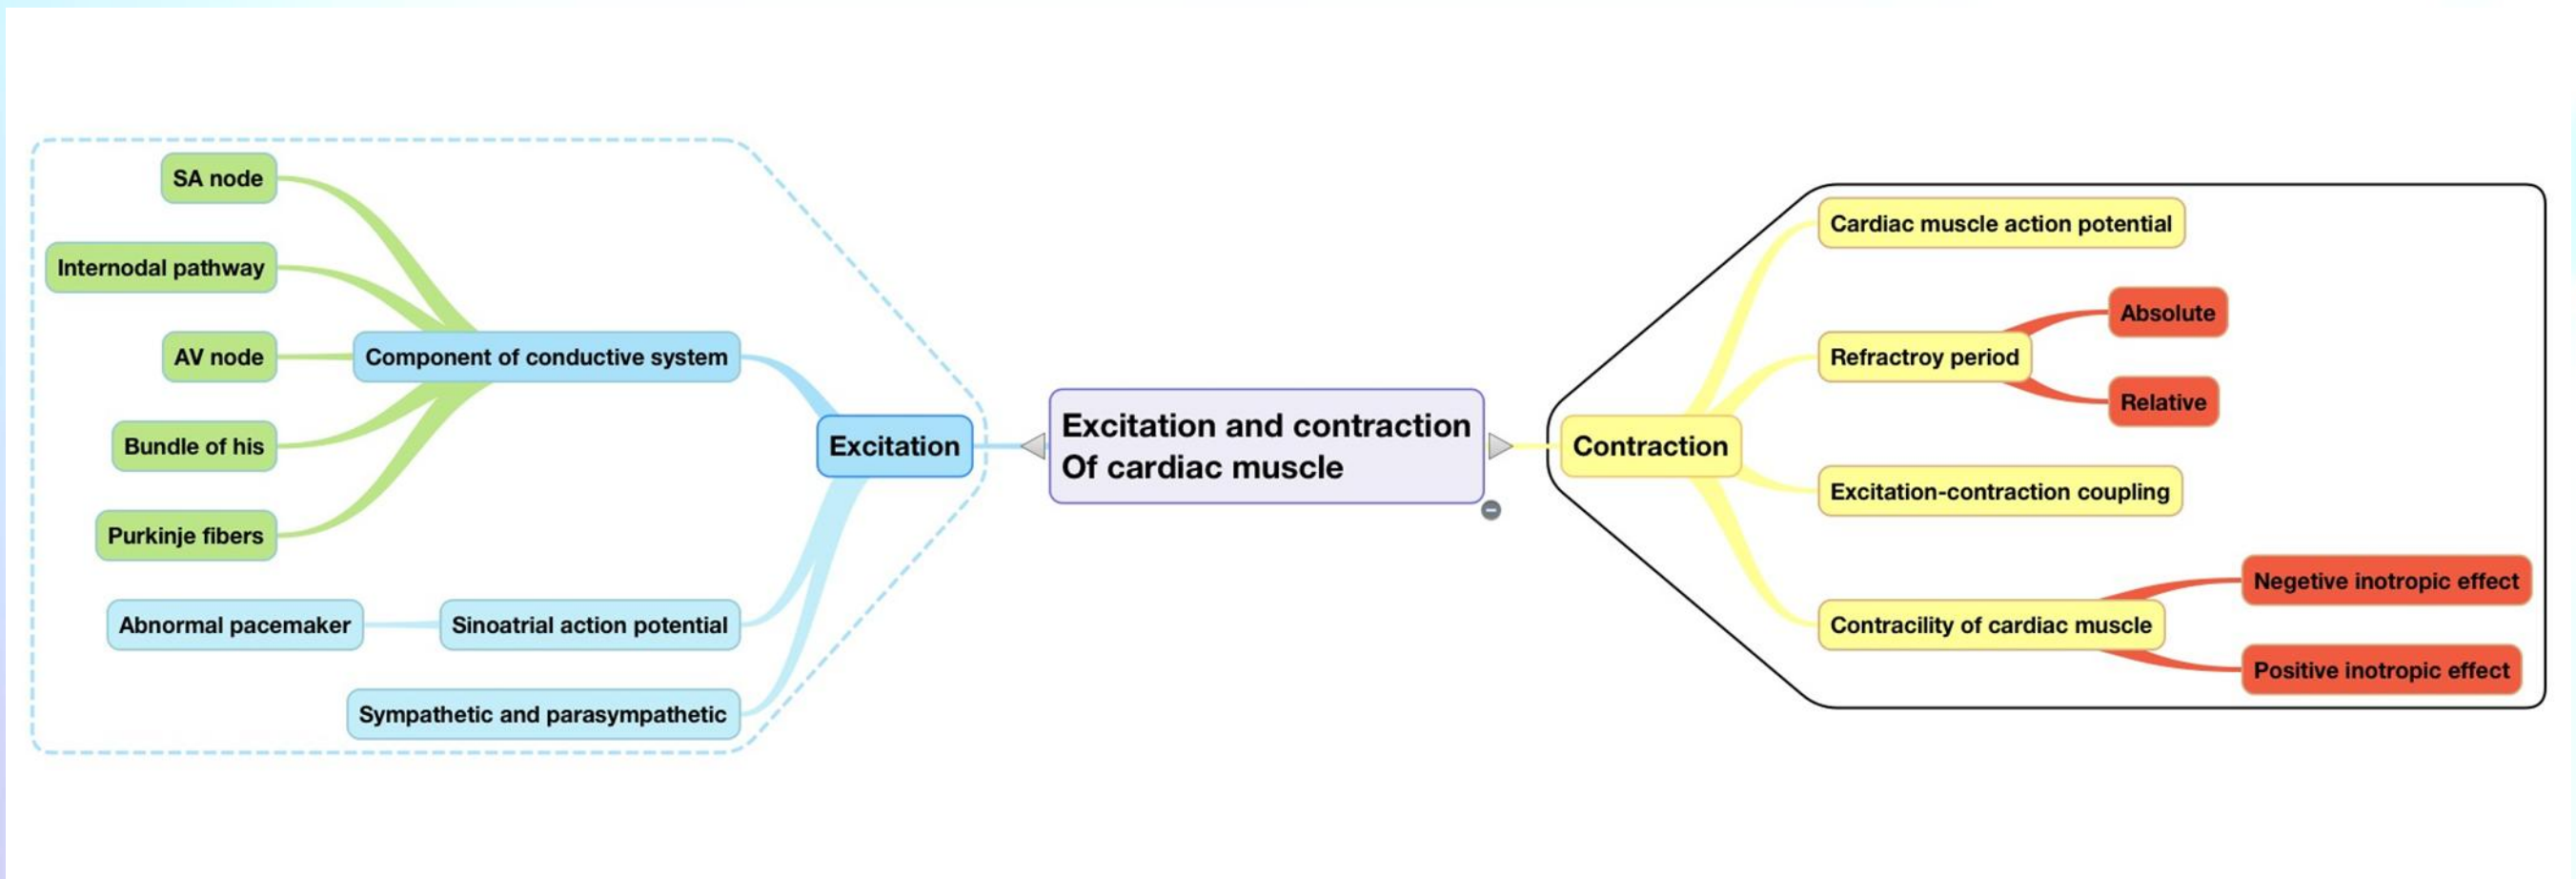 SA node
Internodal pathway
AV node
Bundle of his
Purkinje fibers
Component of conductive system
Abnormal pacemaker
Sinoatrial action potential
Sympathetic and parasympathetic
Excitation
Excitation and contraction
Of cardiac muscle
Contraction
Cardiac muscle action potential
Refractroy period
Absolute
Relative
Excitation-contraction coupling
Contracility of cardiac muscle
Negetive inotropic effect
Positive inotropic effect